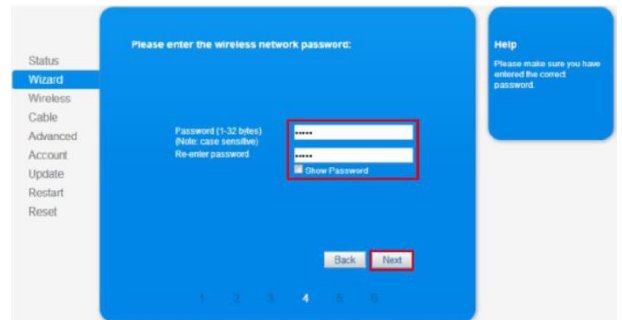 Please enter the wireless network password:
Help
Please make sure you have
entered the correct
password.
Status
Wizard
Wireless
Cable
Advanced
Account
Update
Restart
Reset
Password (1-32 bytes)
(Note: case sensitive)
•••••
Re-enter password
•••••
Show Password
Back
Next
1 2 3 4 5 6